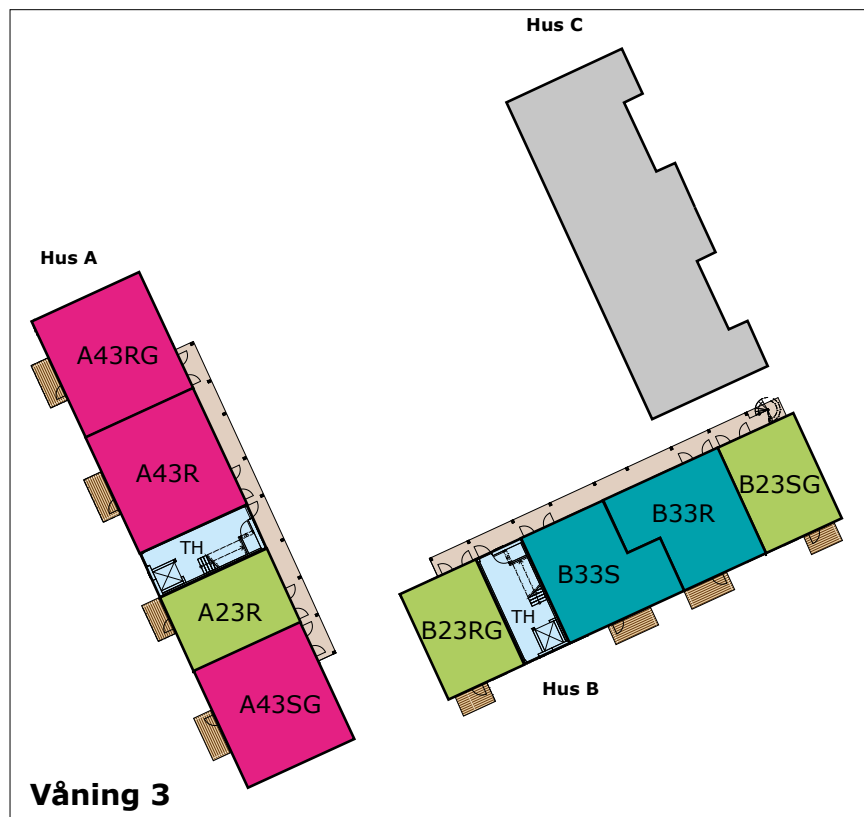 Hus C
Hus A
A43RG
A43R
TH
A23R
A43SG
B23SG
B33R
B33S
B23RG
TH
Hus B
Våning 3